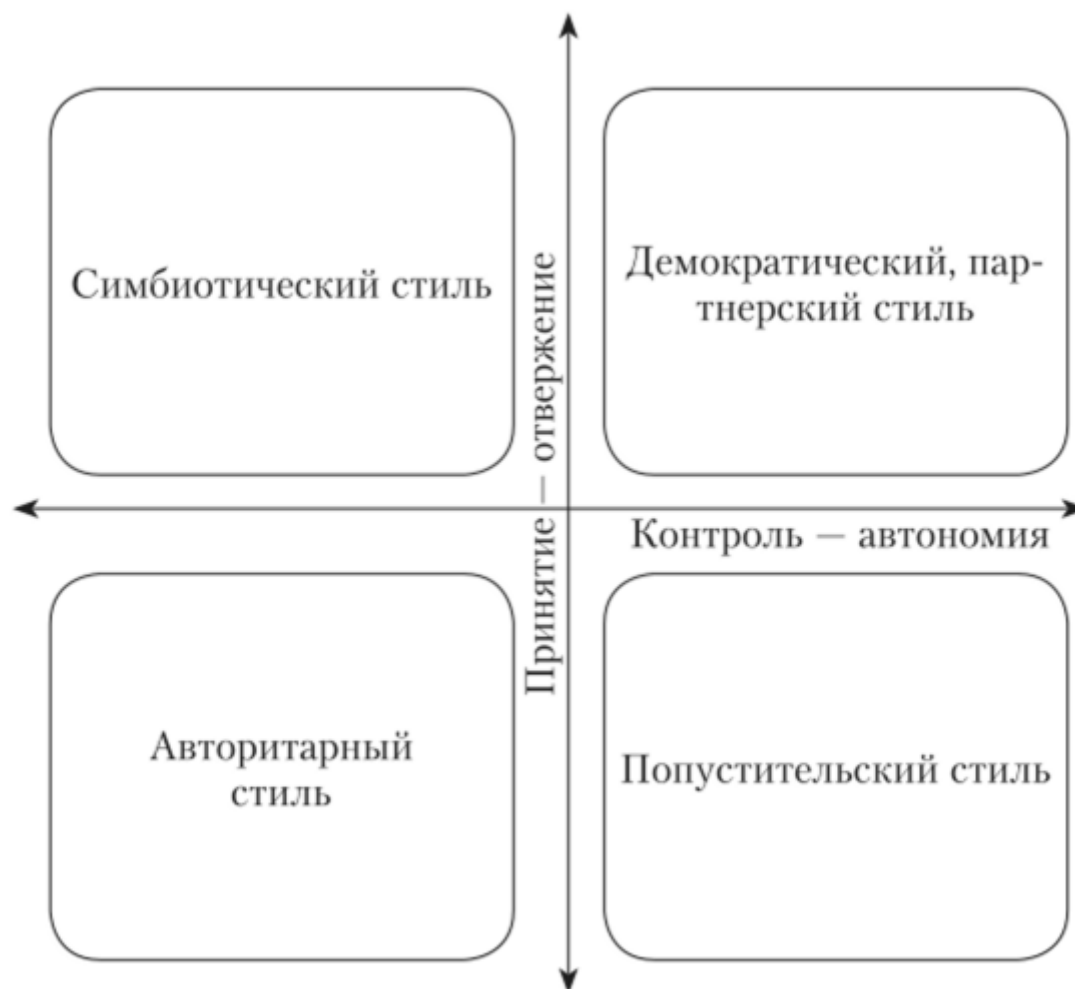 Симбиотический стиль
Демократический, пар-
тнерский стиль
Принятие — отвержение
Контроль — автономия
Авторитарный
стиль
Попустительский стиль